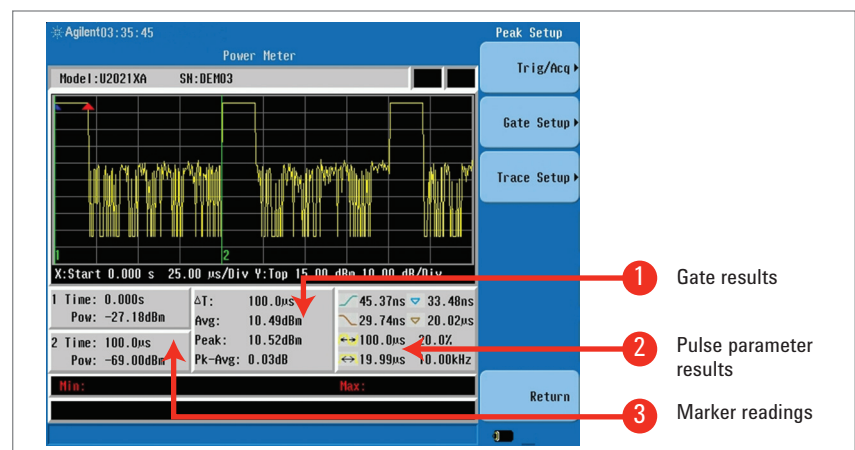 Agilent 03:35:45
Peak Setup
Power Meter
Model:U2021XA SN:DEM03
Trig/Acq
Gate Setup
Trace Setup
1 2
X:Start 0.000 s 25.00 µs/Div Y:Top 15.00 dBm 10.00 dB/Div
1 Time: 0.000s
Pow: -27.18dBm
2 Time: 100.0µs
Pow: -69.00dBm
ΔT: 100.0µs
Avg: 10.49dBm
Peak: 10.52dBm
Pk-Avg: 0.03dB
45.37ns 33.48ns
29.74ns 20.02µs
100.0µs 20.0%
19.99µs 10.00kHz
Min: Max:
Return
1 Gate results
2 Pulse parameter
results
3 Marker readings